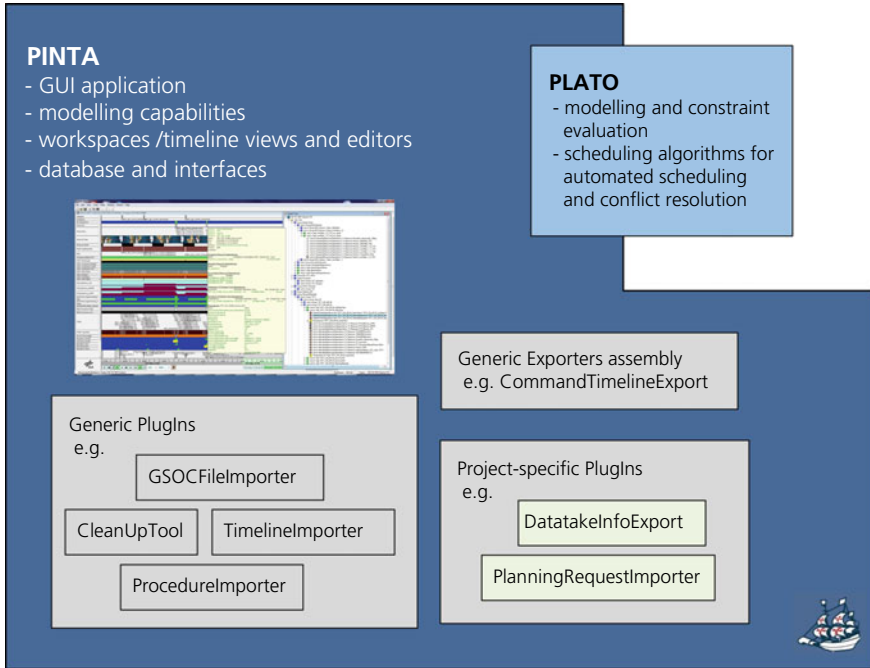 PINTA
- GUI application
- modelling capabilities
- workspaces /timeline views and editors
- database and interfaces
PLATO
- modelling and constraint
evaluation
- scheduling algorithms for
automated scheduling
and conflict resolution
Generic Exporters assembly
e.g. CommandTimelineExport
Generic PlugIns
e.g.
GSOCFileImporter
CleanUpTool
TimelineImporter
ProcedureImporter
Project-specific PlugIns
e.g.
DatatakeInfoExport
PlanningRequestImporter